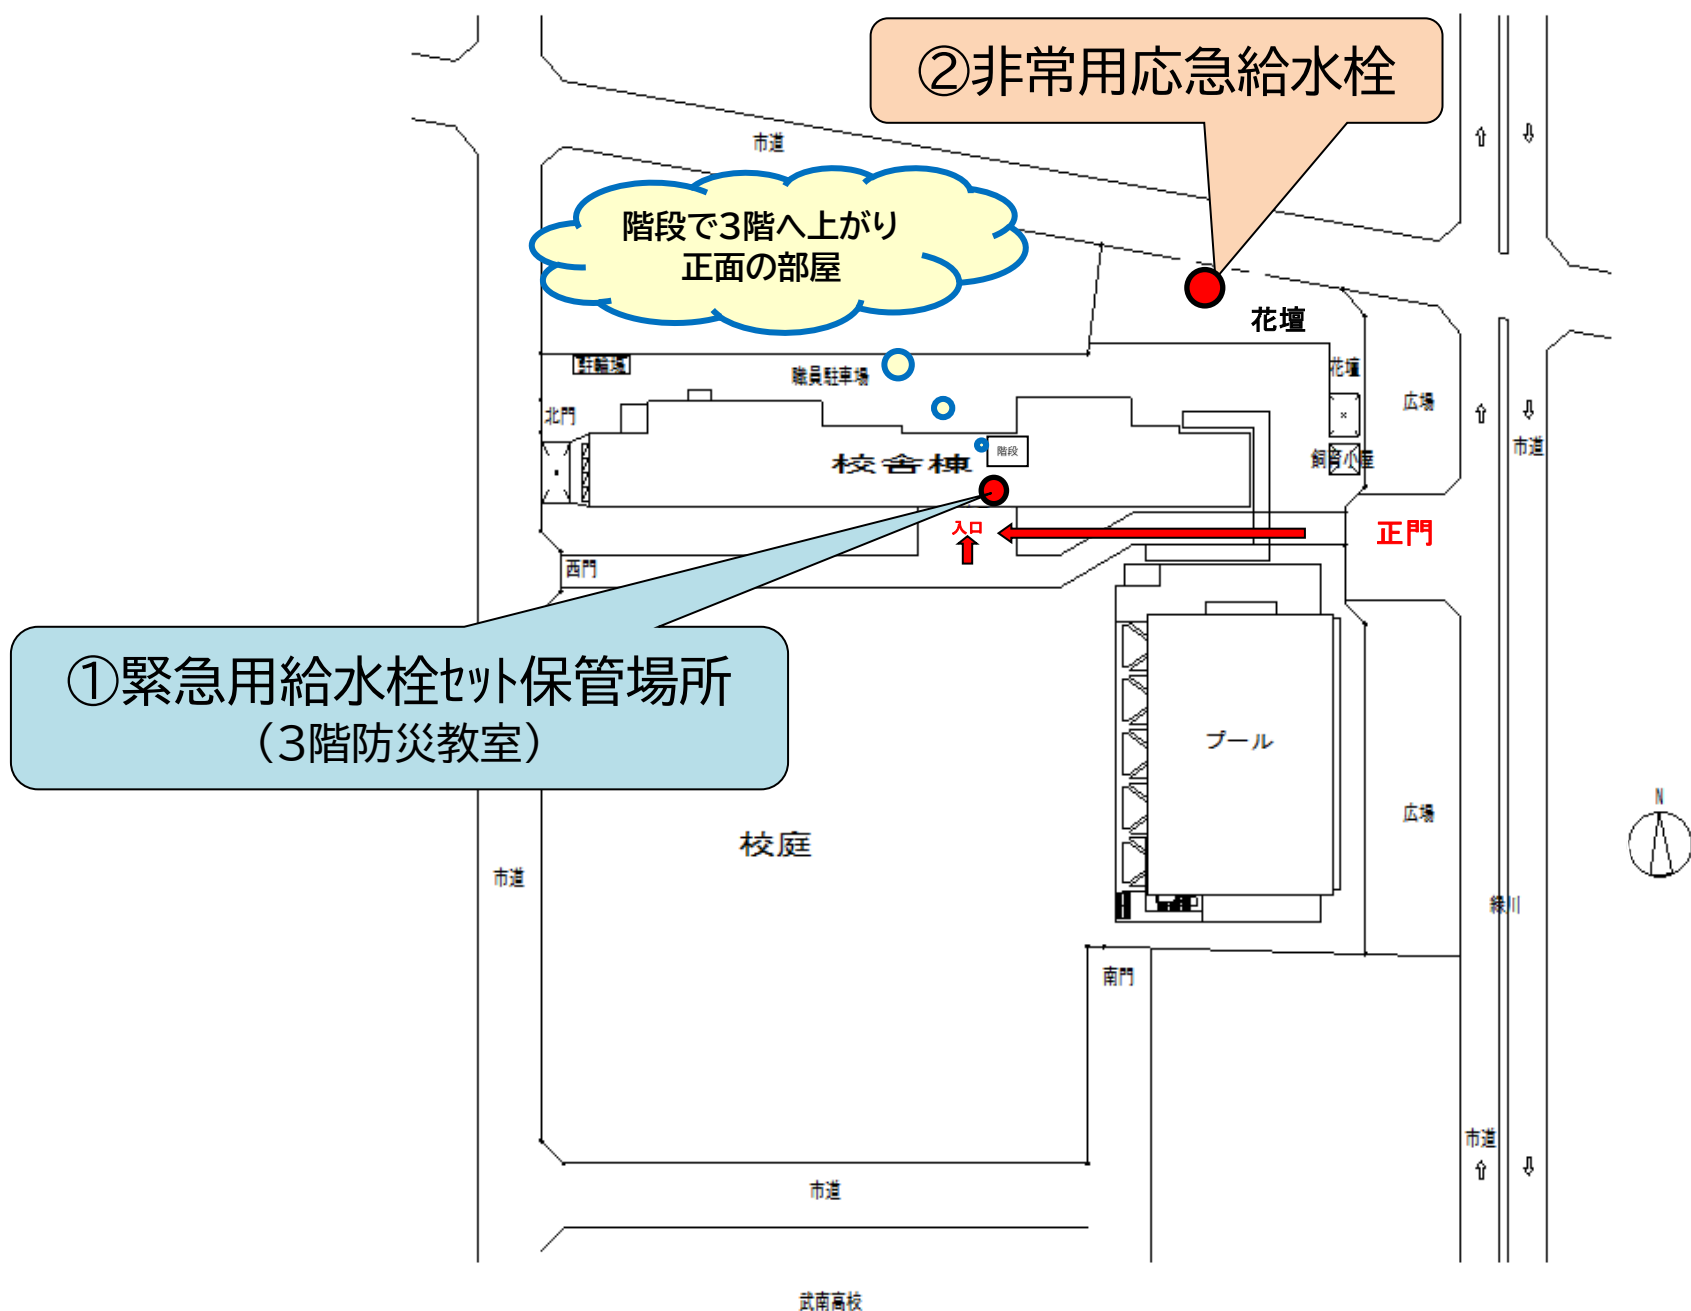 ②非常用応急給水栓
市道
階段で3階へ上がり
正面の部屋
花壇
駐輪場
職員駐車場
花壇
広場
北門
市道
階段
校舎棟
飼育小屋
入口
正門
西門
①緊急用給水栓ｾｯﾄ保管場所
（3階防災教室）
プール
N
校庭
広場
市道
緑川
南門
市道
市道
武南高校